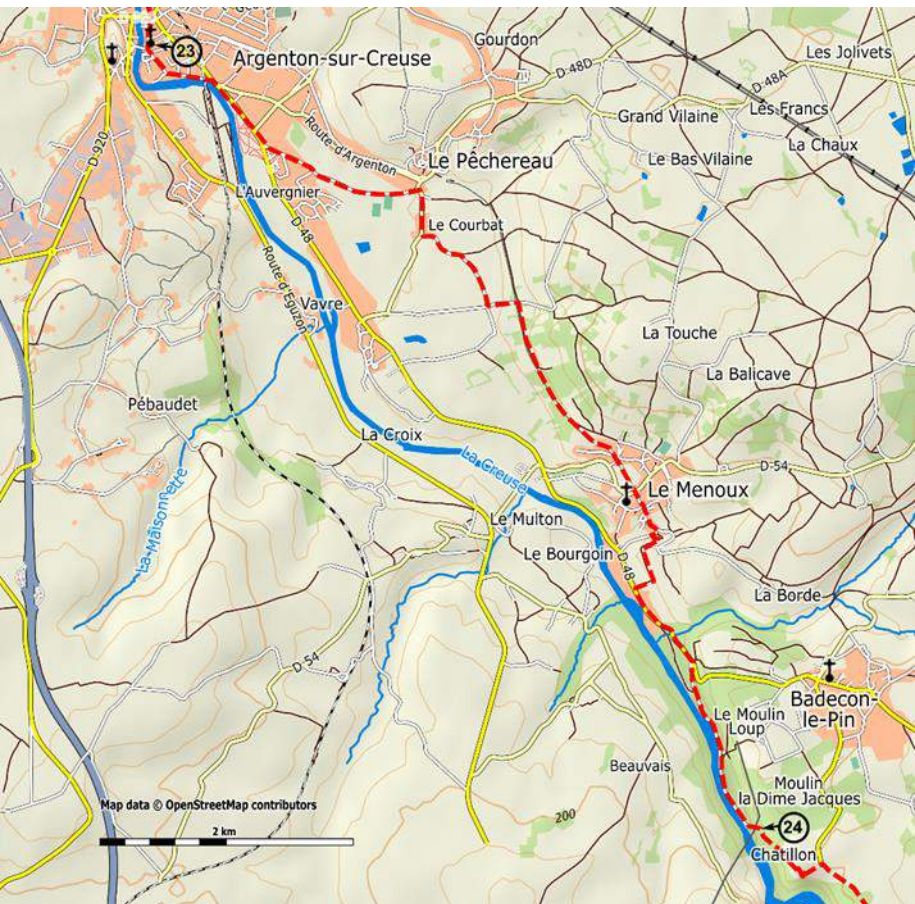 Gourdon
23
Argenton-sur-Creuse
Les Jolivets
D-48D
D-48A
Les Francs
Grand Vilaine
La Chaux
Route-d'Argenton
D-920
Le Pêchereau
Le Bas Vilaine
L'Auvergnier
D-48
Le Courbat
Route d'Eguzon
Vavre
La Touche
La Balicave
Pébaudet
La Croix
La Creuse
D-54
La-Maisonnette
Le Menoux
Le Multon
Le Bourgoin
D-48
La Borde
D-54
Badecon-
le-Pin
Le Moulin
Loup
Beauvais
Moulin
la Dime Jacques
Map data © OpenStreetMap contributors
2 km
200
24
Châtillon